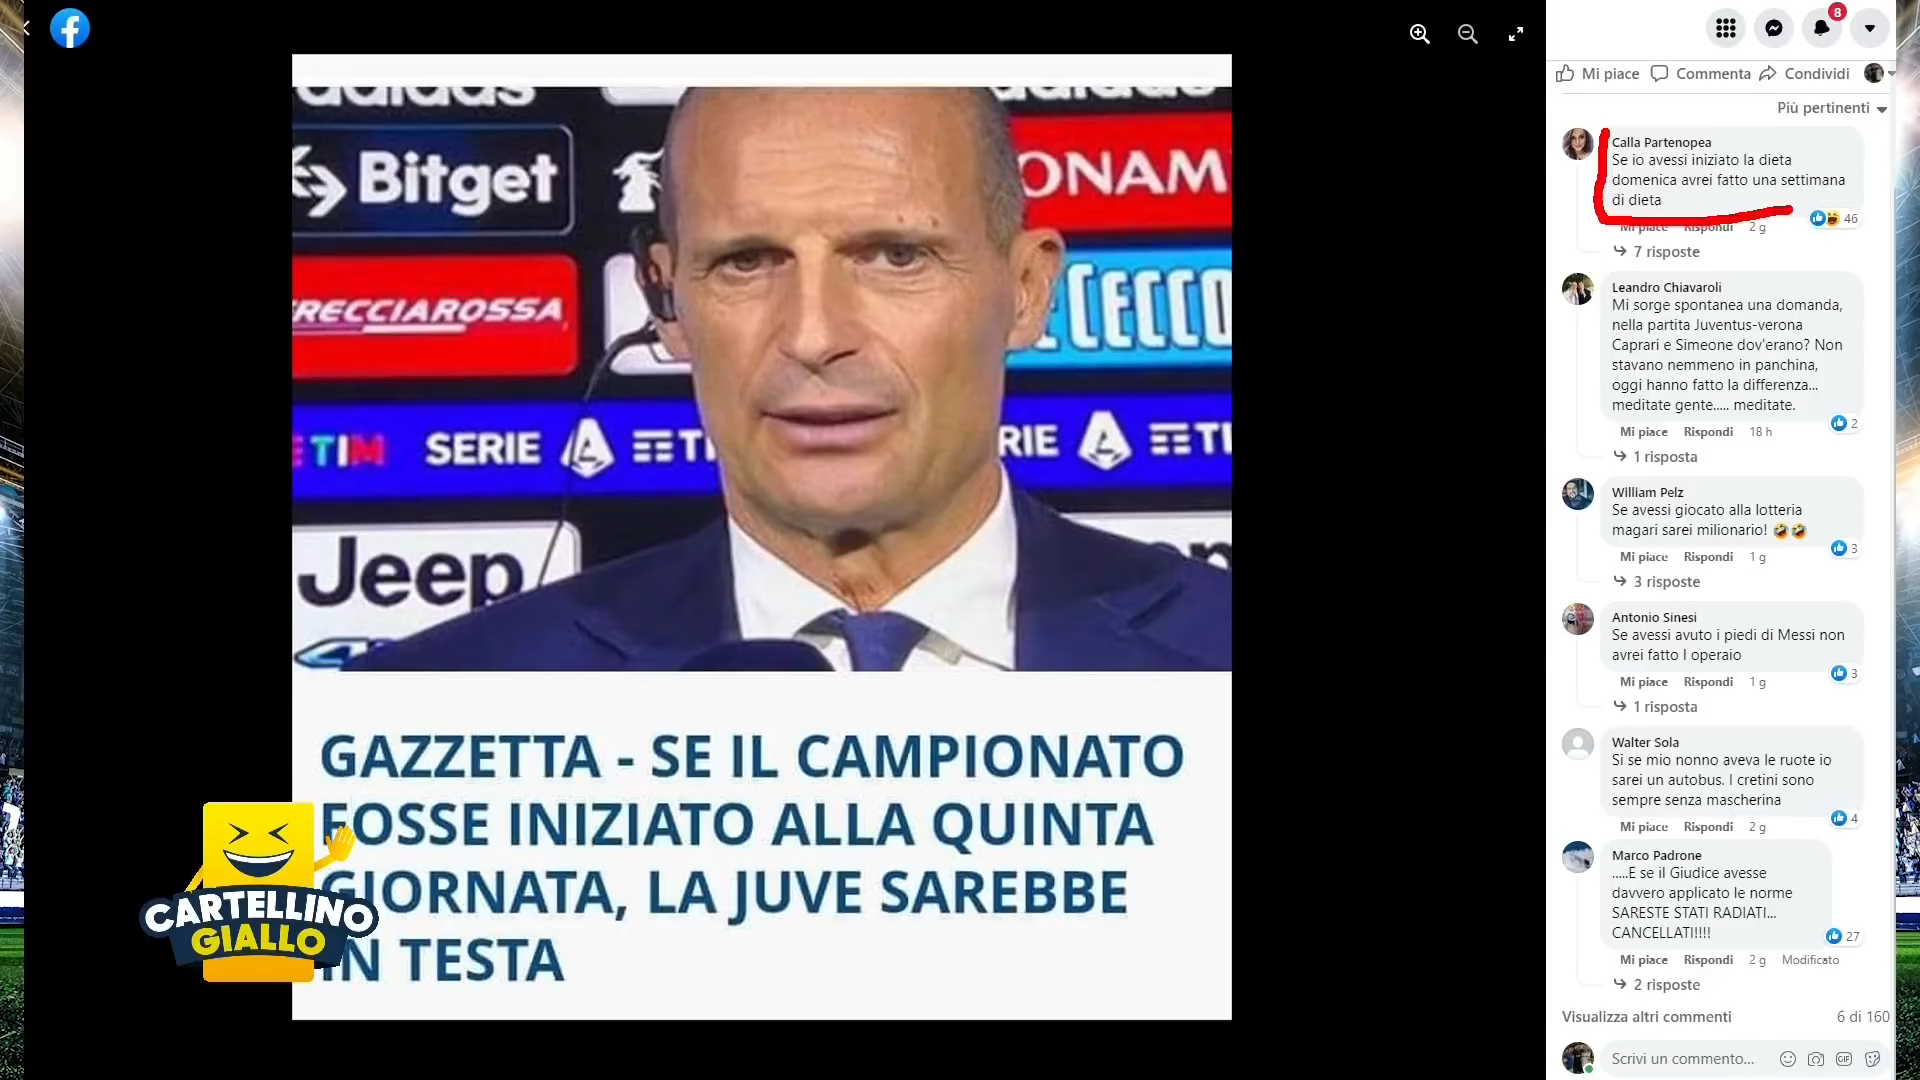 adidas
adidas
Bitget
KONAMI
FRECCIAROSSA
CECCO
TIM
SERIE A TI
RIE A TI
Jeep
GAZZETTA - SE IL CAMPIONATO
FOSSE INIZIATO ALLA QUINTA
GIORNATA, LA JUVE SAREBBE
IN TESTA
CARTELLINO
GIALLO
8
Mi piace Commenta Condividi
Più pertinenti
Calla Partenopea
Se io avessi iniziato la dieta
domenica avrei fatto una settimana
di dieta
46
Mi piace Rispondi 2 g
7 risposte
Leandro Chiavaroli
Mi sorge spontanea una domanda,
nella partita Juventus-verona
Caprari e Simeone dov'erano? Non
stavano nemmeno in panchina,
oggi hanno fatto la differenza...
meditate gente..... meditate.
2
Mi piace Rispondi 18 h
1 risposta
William Pelz
Se avessi giocato alla lotteria
magari sarei milionario! 🤣🤣
3
Mi piace Rispondi 1 g
3 risposte
Antonio Sinesi
Se avessi avuto i piedi di Messi non
avrei fatto l operaio
3
Mi piace Rispondi 1 g
1 risposta
Walter Sola
Si se mio nonno aveva le ruote io
sarei un autobus. I cretini sono
sempre senza mascherina
4
Mi piace Rispondi 2 g
Marco Padrone
.....E se il Giudice avesse
davvero applicato le norme
SARESTE STATI RADIATI...
CANCELLATI!!!!
27
Mi piace Rispondi 2 g Modificato
2 risposte
Visualizza altri commenti 6 di 160
Scrivi un commento... GIF